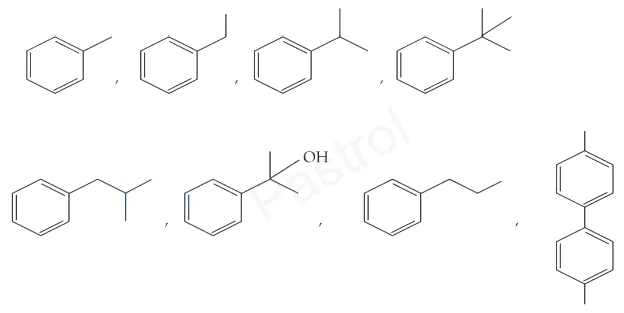 , , ,
OH
, , ,
Pastrol